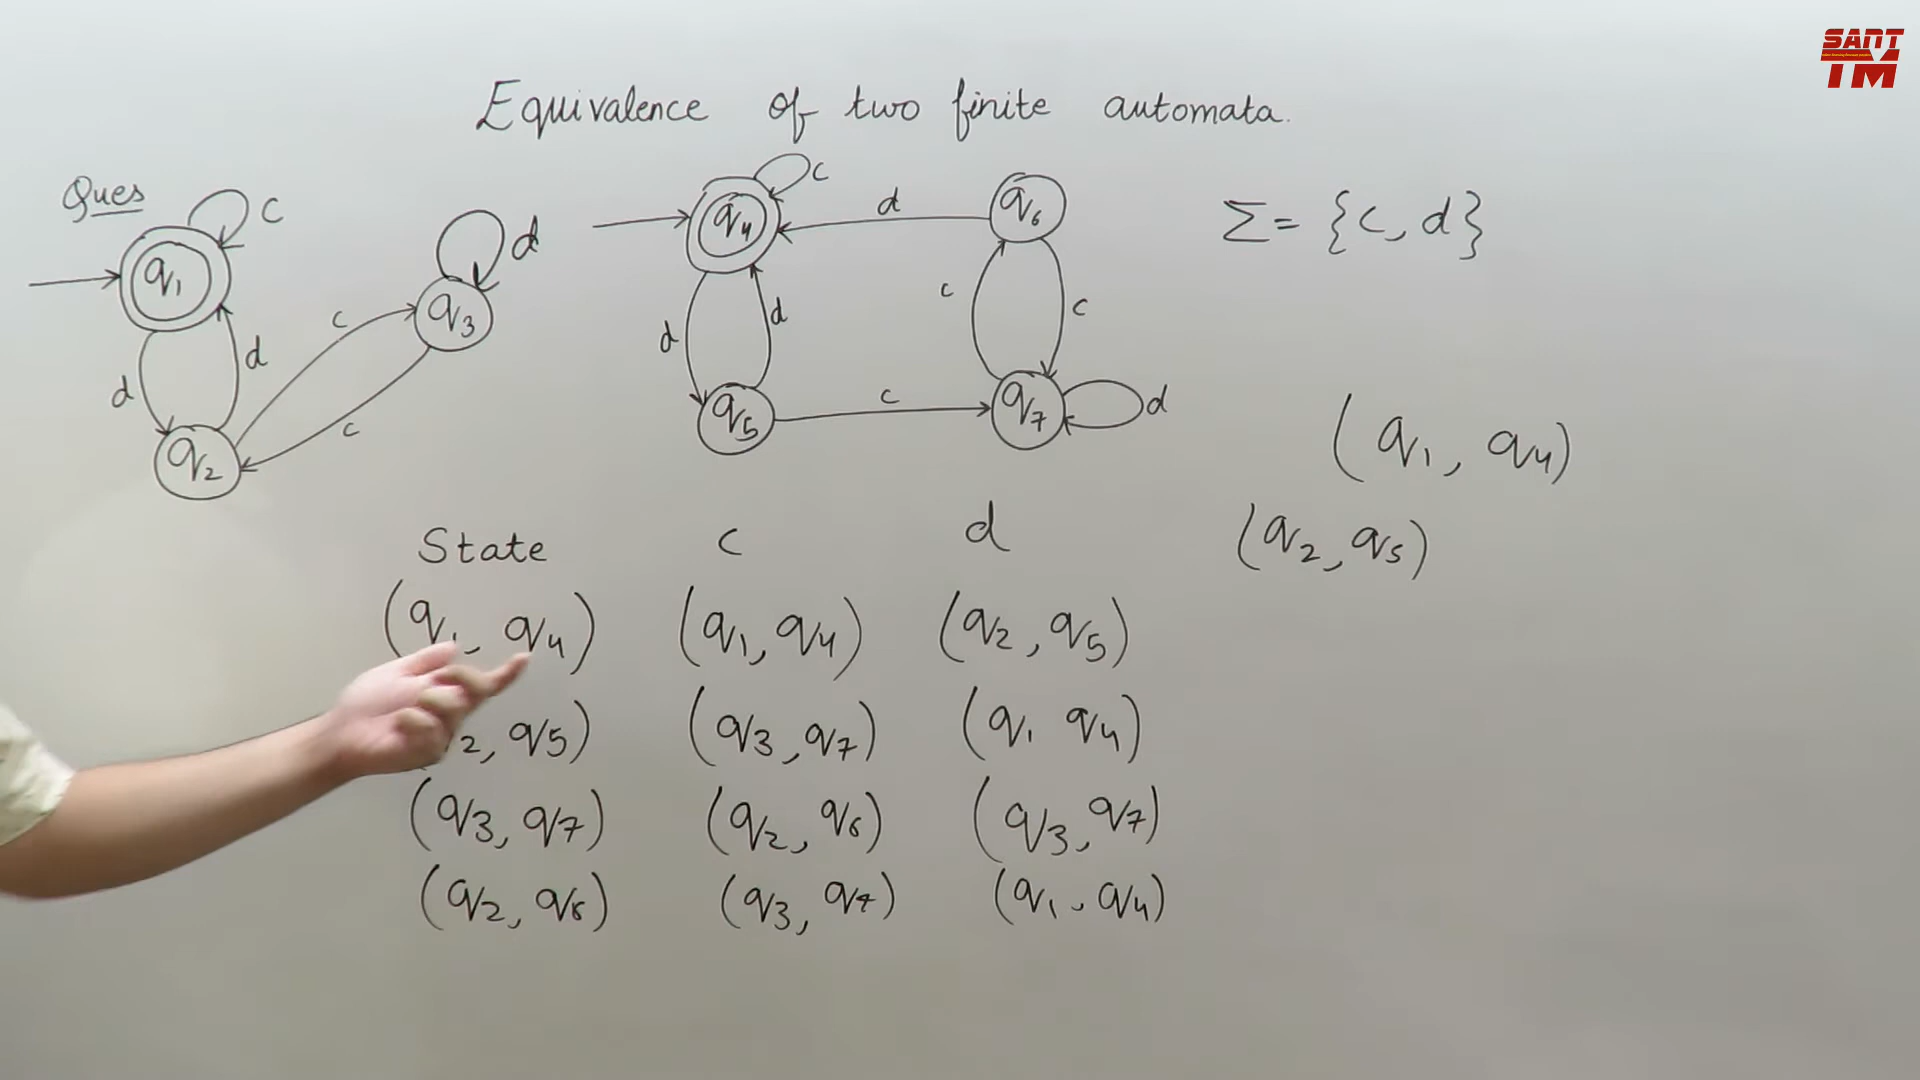 SANT
TM
Equivalence of two finite automata.
Ques
c
q1
d
d
q2
c
c
q3
d
q4
c
d
q6
d
d
c
c
q5
c
q7
d
Σ = {c, d}
(q1, q4)
(q2, q5)
State c d
(q1, q4) (q1, q4) (q2, q5)
2, q5) (q3, q7) (q1 q4)
(q3, q7) (q2, q6) (q3, q7)
(q2, q6) (q3, q7) (q1, q4)